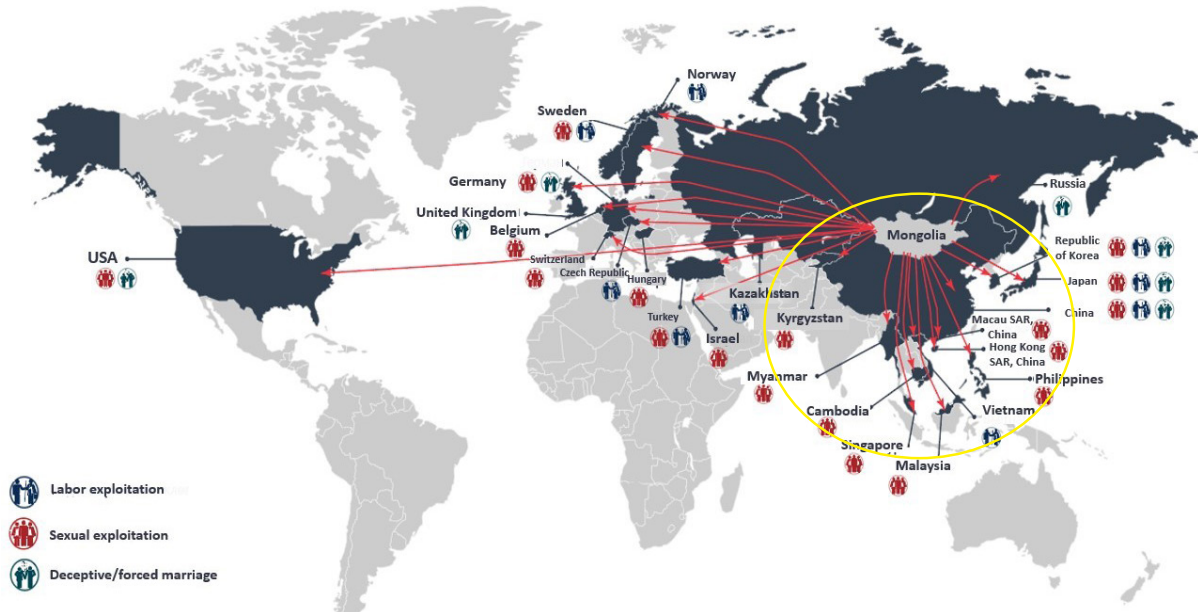 Norway
Sweden
Germany
United Kingdom
Belgium
USA
Switzerland
Czech Republic
Hungary
Turkey
Israel
Kazakhstan
Kyrgyzstan
Mongolia
Russia
Republic
of Korea
Japan
China
Macau SAR,
China
Hong Kong
SAR, China
Philippines
Myanmar
Cambodia
Vietnam
Singapore
Malaysia
Labor exploitation
Sexual exploitation
Deceptive/forced marriage